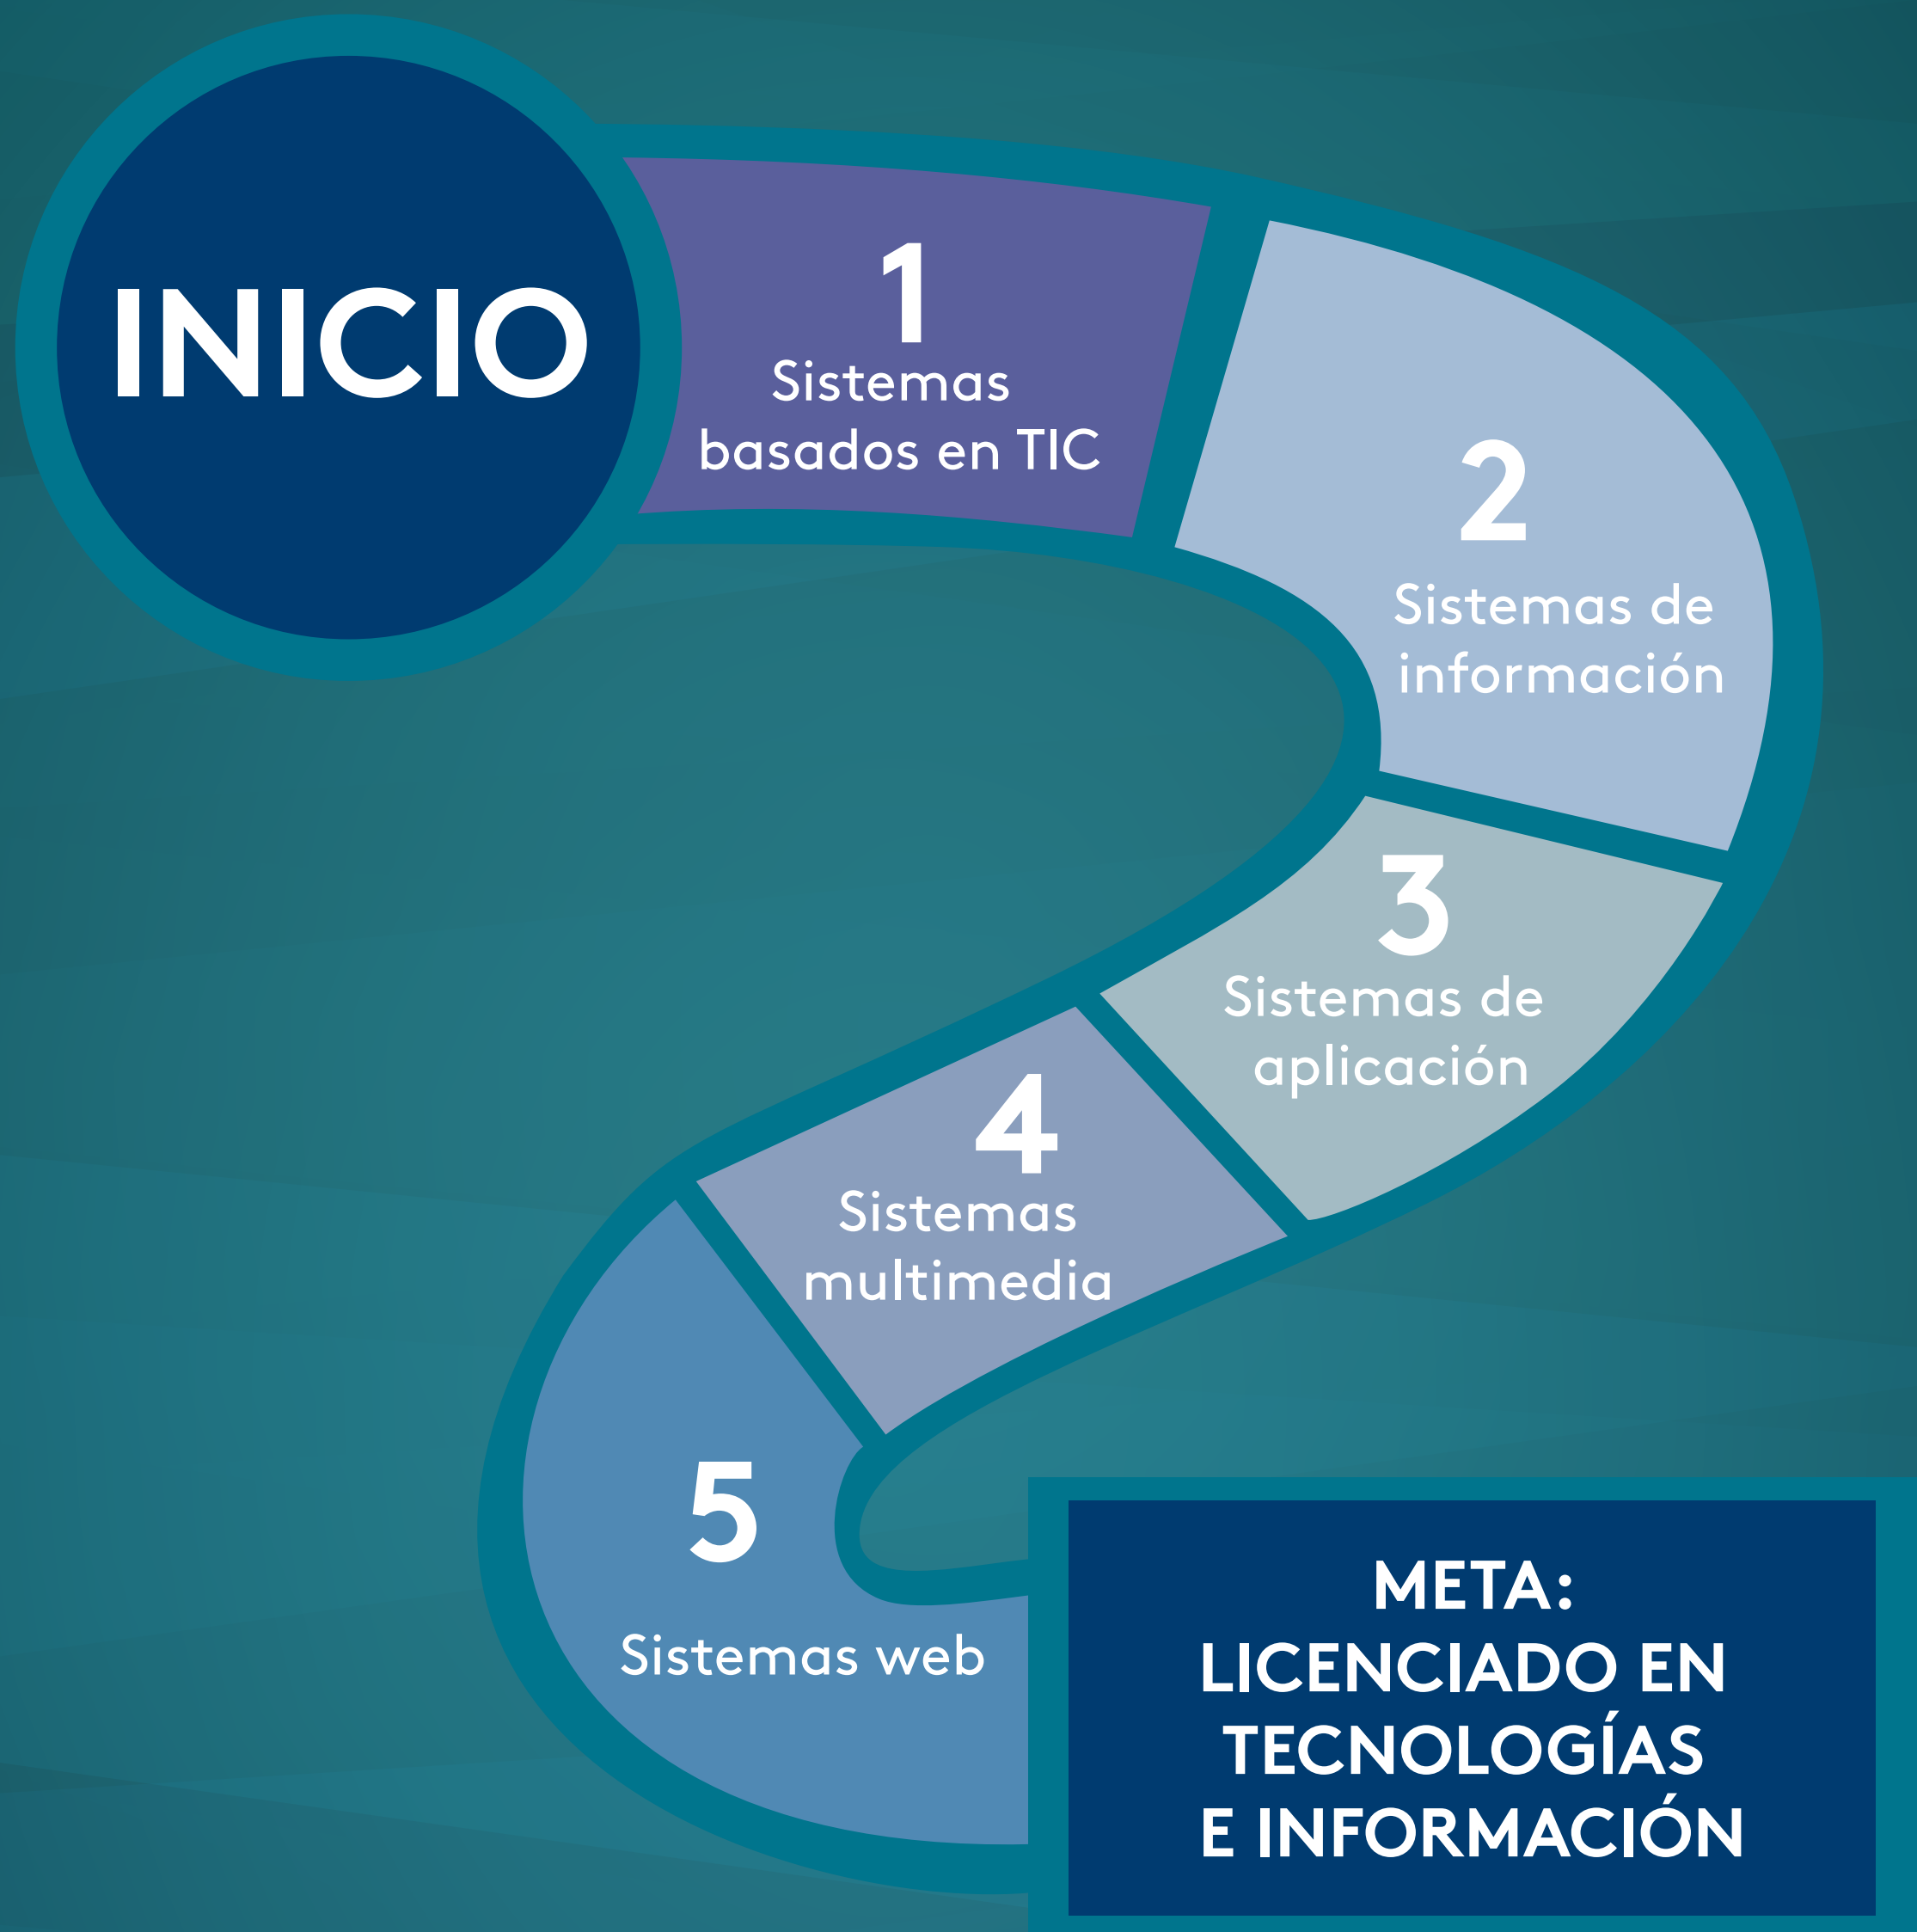 INICIO
1
Sistemas
basados en TIC
2
Sistemas de
información
3
Sistemas de
aplicación
4
Sistemas
multimedia
5
Sistemas web
META:
LICENCIADO EN
TECNOLOGÍAS
E INFORMACIÓN